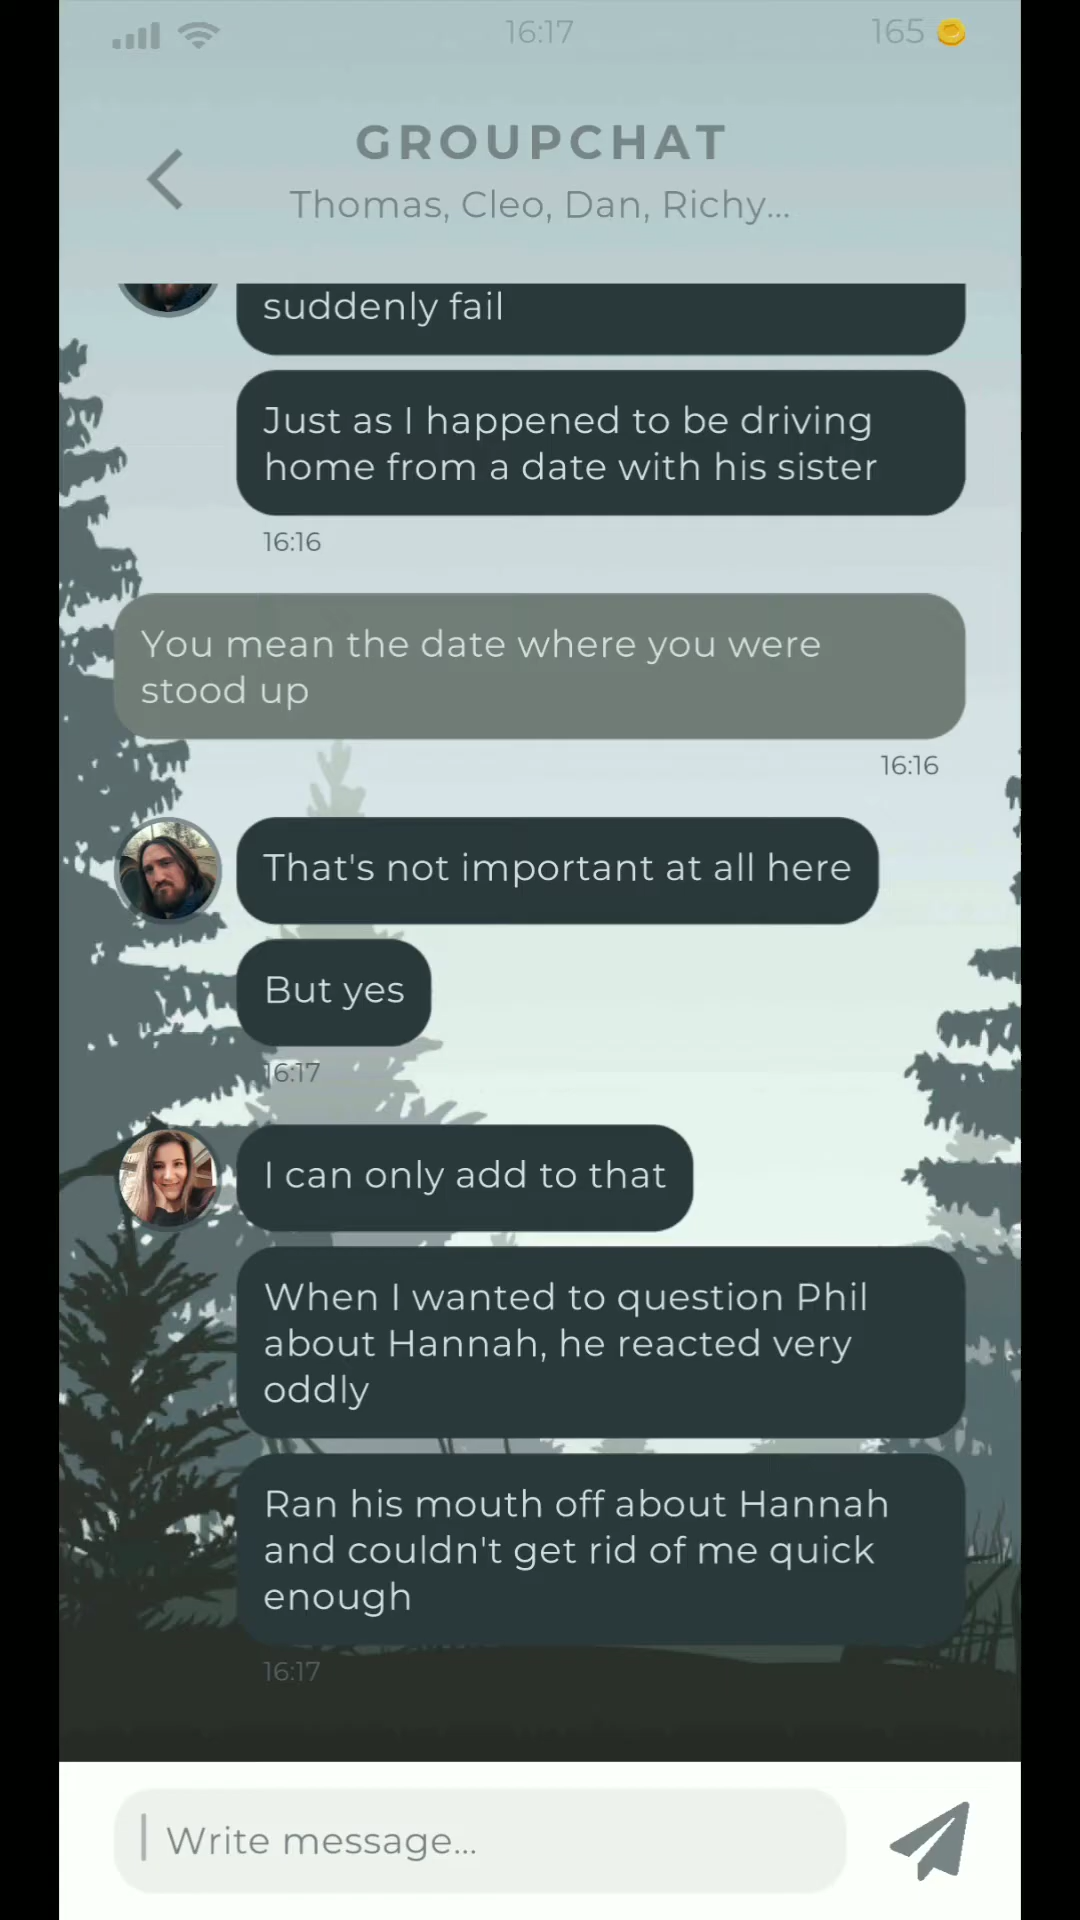 16:17
165
GROUPCHAT
Thomas, Cleo, Dan, Richy...
suddenly fail
Just as I happened to be driving
home from a date with his sister
16:16
You mean the date where you were
stood up
16:16
That's not important at all here
But yes
16:17
I can only add to that
When I wanted to question Phil
about Hannah, he reacted very
oddly
Ran his mouth off about Hannah
and couldn't get rid of me quick
enough
16:17
Write message...